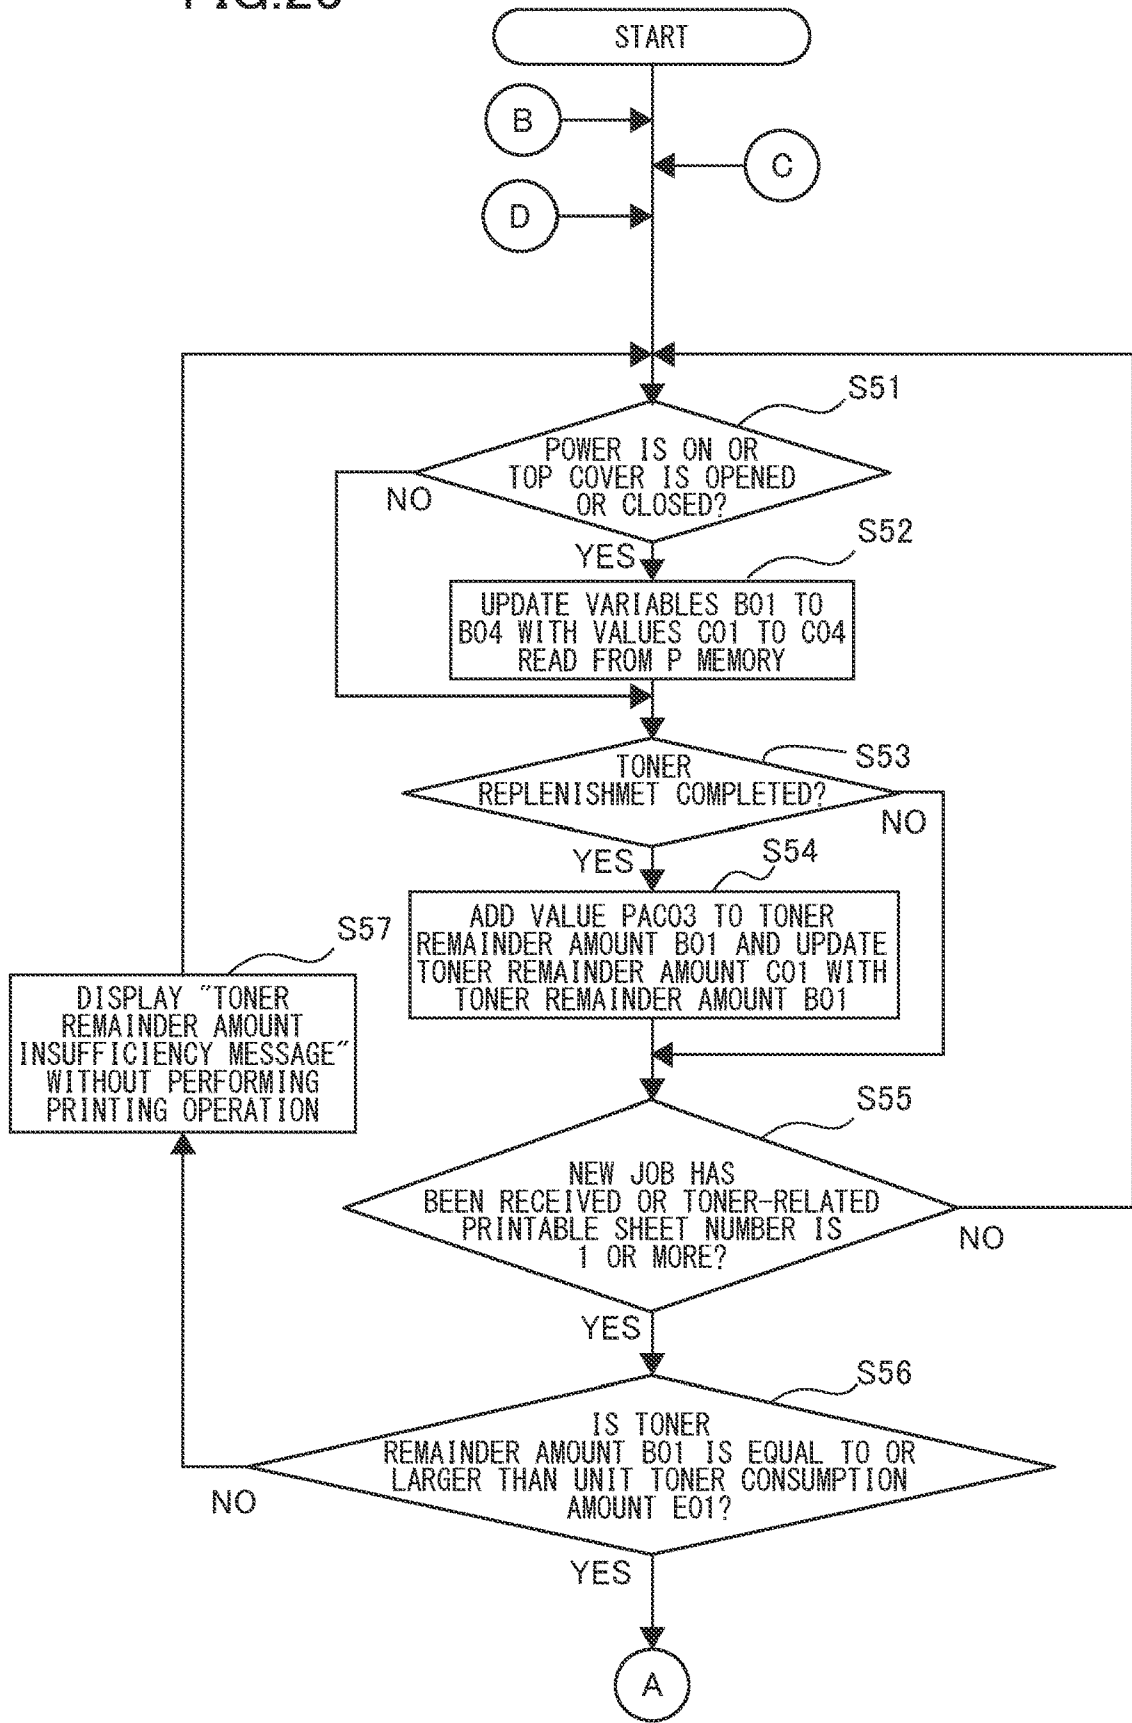 START
B
C
D
S51
POWER IS ON OR
TOP COVER IS OPENED
OR CLOSED?
NO
YES
S52
UPDATE VARIABLES B01 TO
B04 WITH VALUES C01 TO C04
READ FROM P MEMORY
S53
TONER
REPLENISHMET COMPLETED?
NO
YES
S54
ADD VALUE PAC03 TO TONER
REMAINDER AMOUNT B01 AND UPDATE
TONER REMAINDER AMOUNT C01 WITH
TONER REMAINDER AMOUNT B01
S57
DISPLAY "TONER
REMAINDER AMOUNT
INSUFFICIENCY MESSAGE"
WITHOUT PERFORMING
PRINTING OPERATION
S55
NEW JOB HAS
BEEN RECEIVED OR TONER-RELATED
PRINTABLE SHEET NUMBER IS
1 OR MORE?
NO
YES
S56
IS TONER
REMAINDER AMOUNT B01 IS EQUAL TO OR
LARGER THAN UNIT TONER CONSUMPTION
AMOUNT E01?
NO
YES
A